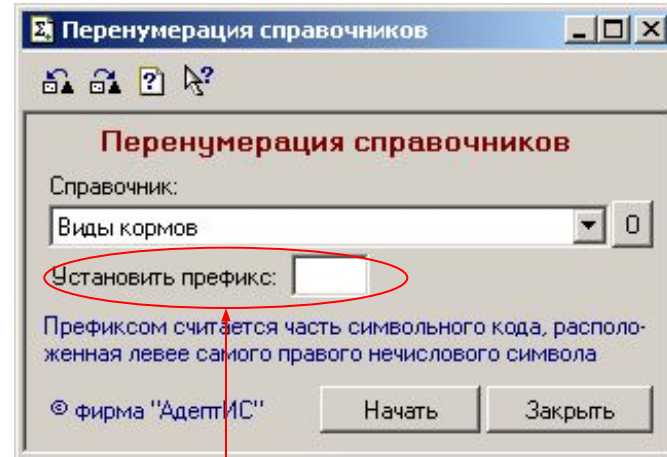 Перенумерация справочников
Перенумерация справочников
Справочник:
Виды кормов
О
Установить префикс:
Префиксом считается часть символьного кода, располо-
женная левее самого правого нечислового символа
© фирма "АдептИС"
Начать
Закрыть